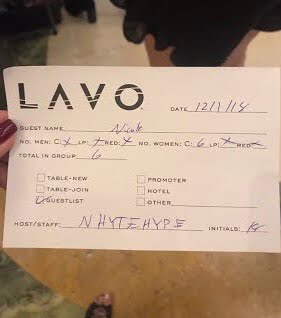 LAVO
DATE 12/1/18
GUEST NAME Nicole
NO. MEN: C: x LP: x RED: x NO. WOMEN: C: 6 LP: x RED: x
TOTAL IN GROUP 6
TABLE-NEW PROMOTER
TABLE-JOIN HOTEL
GUESTLIST OTHER
HOST/STAFF: NHYTEHYPE INITIALS: